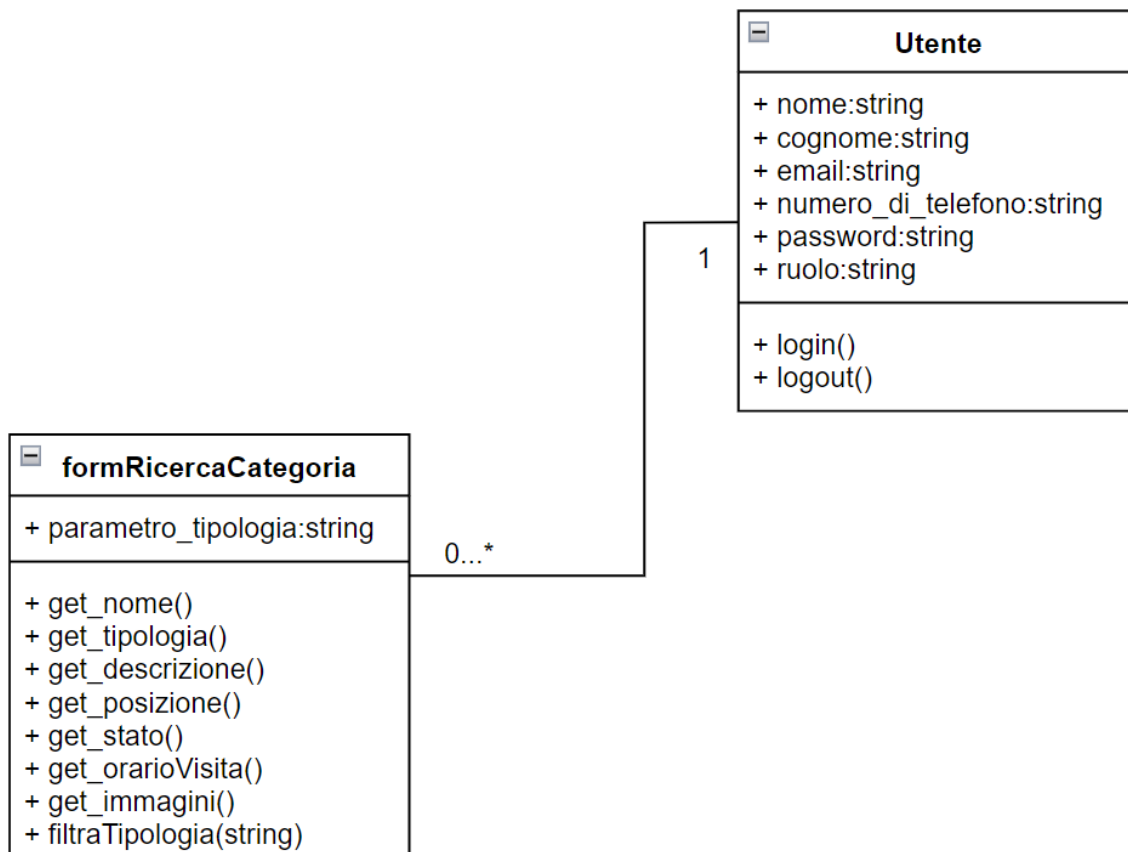 Utente
+ nome:string
+ cognome:string
+ email:string
+ numero_di_telefono:string
+ password:string
+ ruolo:string
+ login()
+ logout()
1
0...*
formRicercaCategoria
+ parametro_tipologia:string
+ get_nome()
+ get_tipologia()
+ get_descrizione()
+ get_posizione()
+ get_stato()
+ get_orarioVisita()
+ get_immagini()
+ filtraTipologia(string)